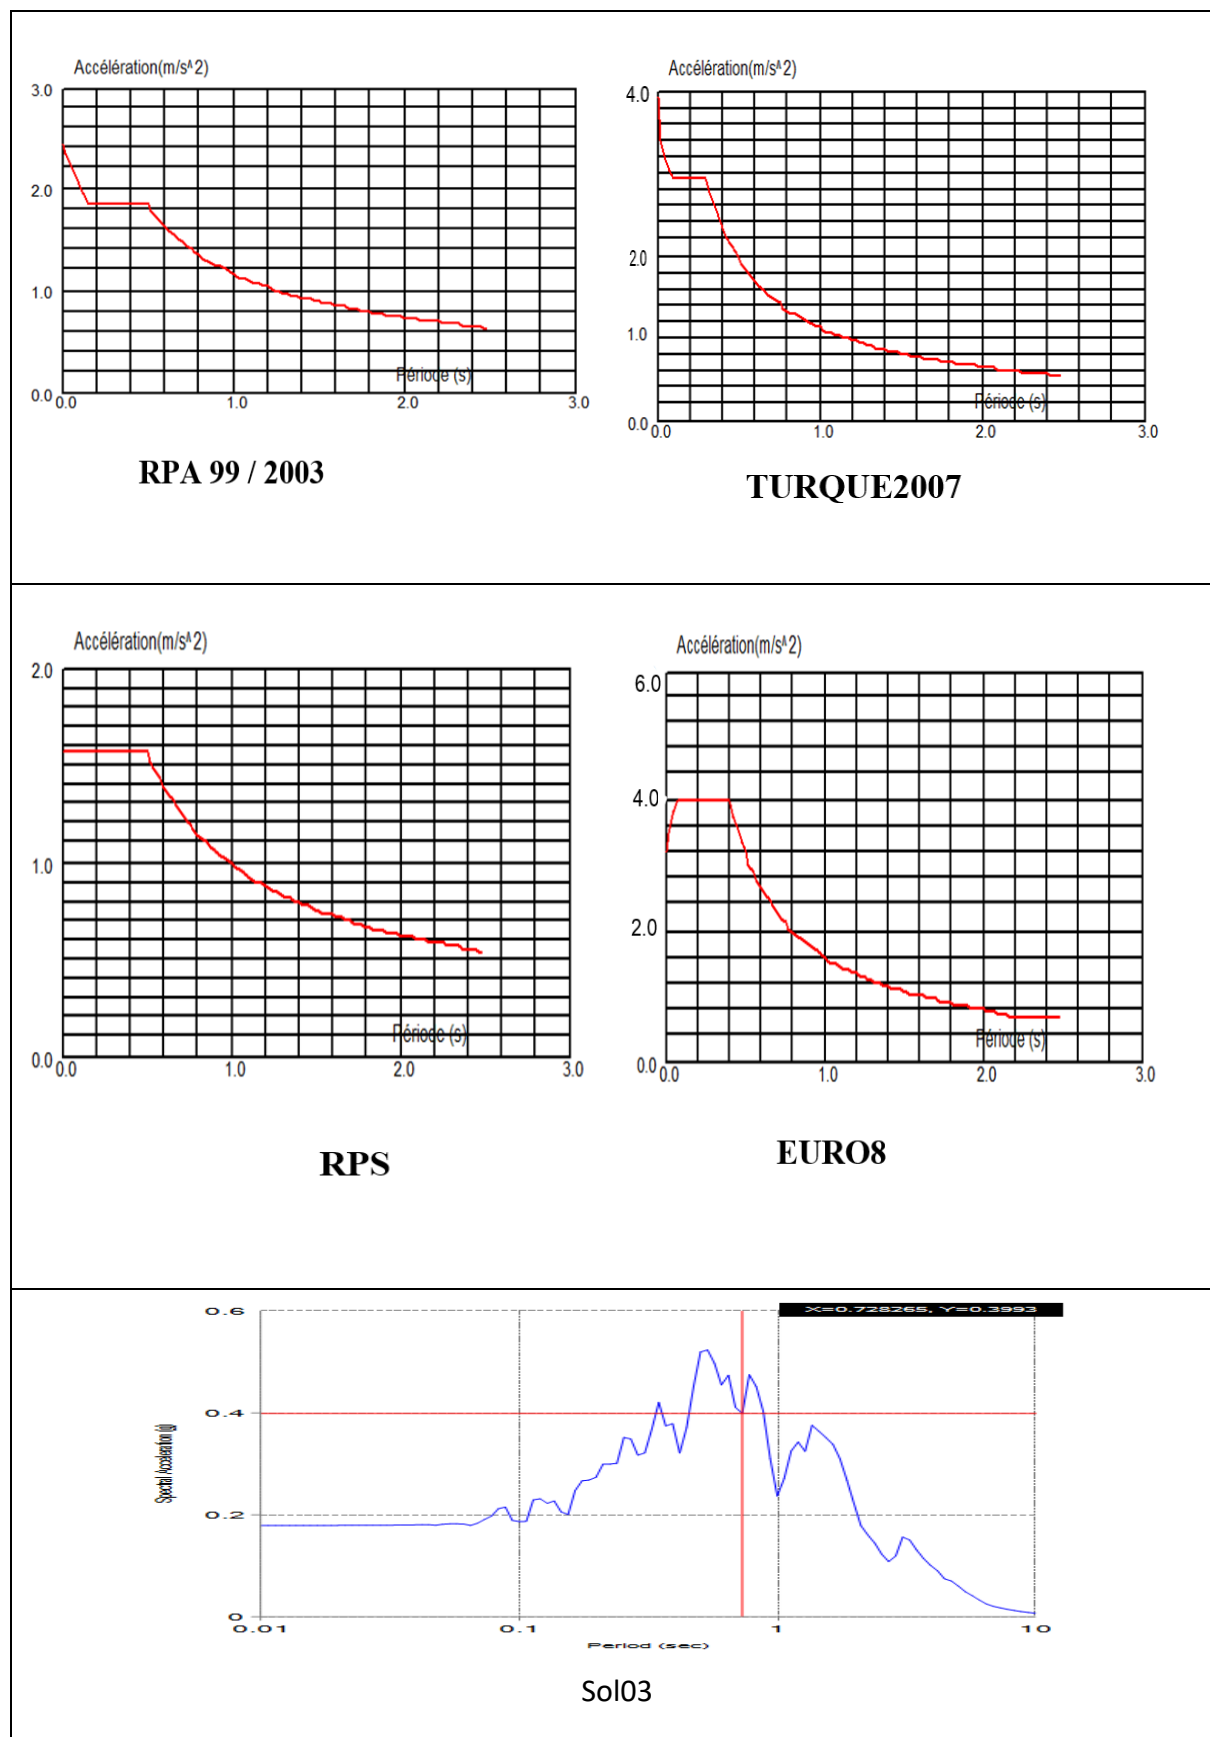 Accélération(m/s^2)
3.0
2.0
1.0
0.0
0.0 1.0 2.0 3.0
Période (s)
RPA 99 / 2003
Accélération(m/s^2)
4.0
2.0
1.0
0.0
0.0 1.0 2.0 3.0
Période (s)
TURQUE2007
Accélération(m/s^2)
2.0
1.0
0.0
0.0 1.0 2.0 3.0
Période (s)
RPS
Accélération(m/s^2)
6.0
4.0
2.0
0.0
0.0 1.0 2.0 3.0
Période (s)
EURO8
X=0.728265, Y=0.3993
Spectral Acceleration (g)
0.6
0.4
0.2
0
0.01 0.1 1 10
Period (sec)
Sol03